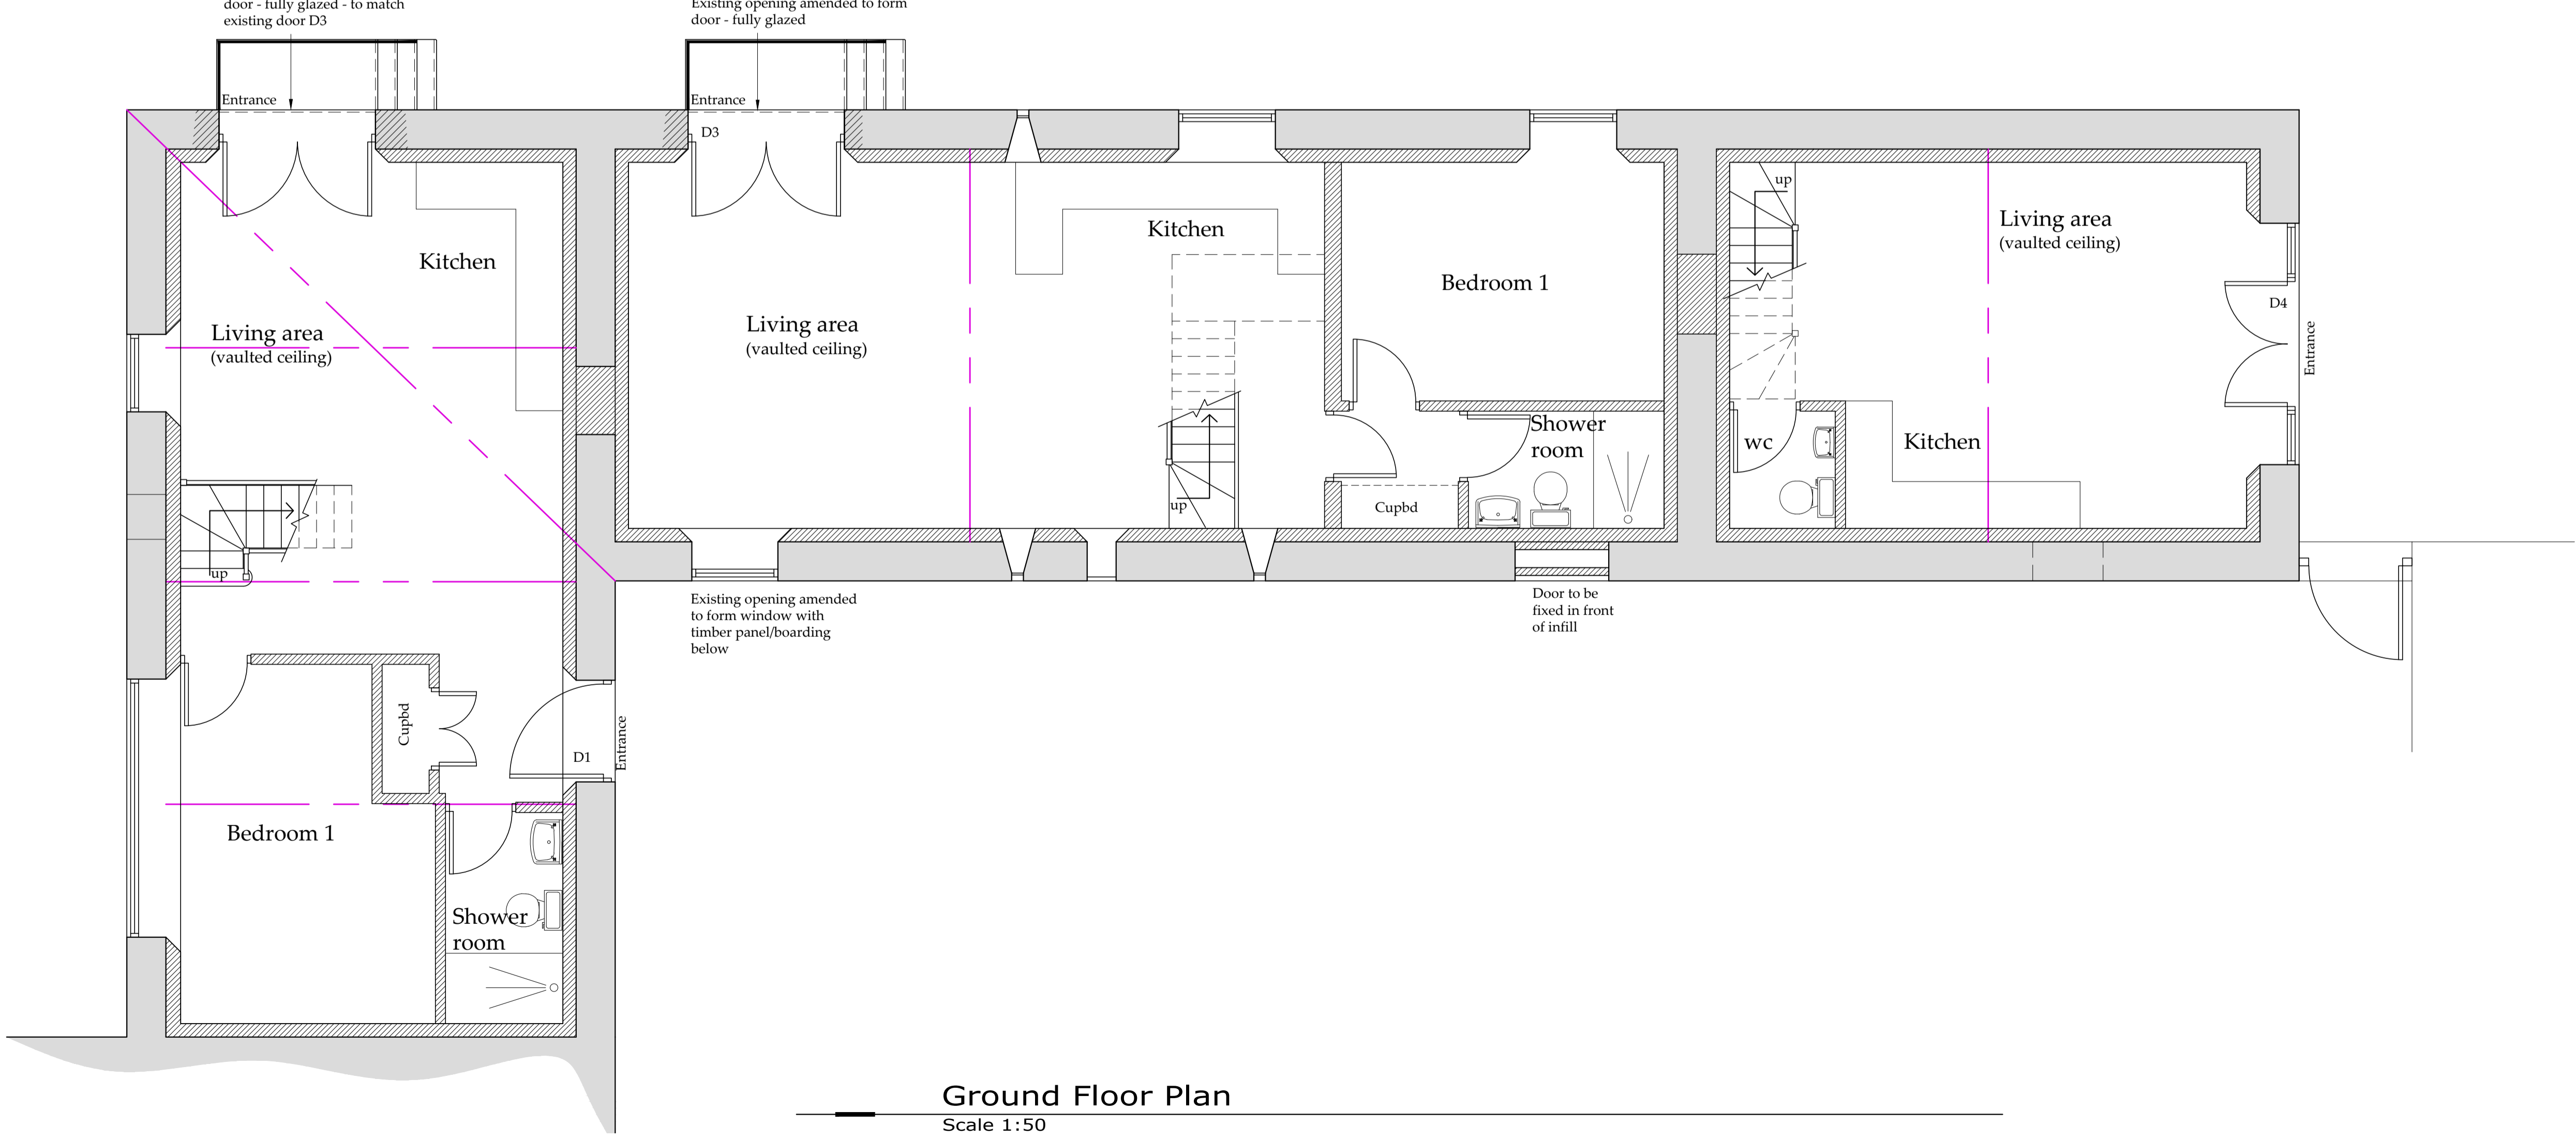 door - fully glazed - to match
existing door D3
Existing opening amended to form
door - fully glazed
Entrance
Entrance
D3
up
Living area
(vaulted ceiling)
Kitchen
Kitchen
Bedroom 1
D4
Entrance
Living area
(vaulted ceiling)
Living area
(vaulted ceiling)
Shower
room
wc
Kitchen
Cupbd
up
up
Existing opening amended
to form window with
timber panel/boarding
below
Door to be
fixed in front
of infill
Cupbd
D1
Entrance
Bedroom 1
Shower
room
Ground Floor Plan
Scale 1:50